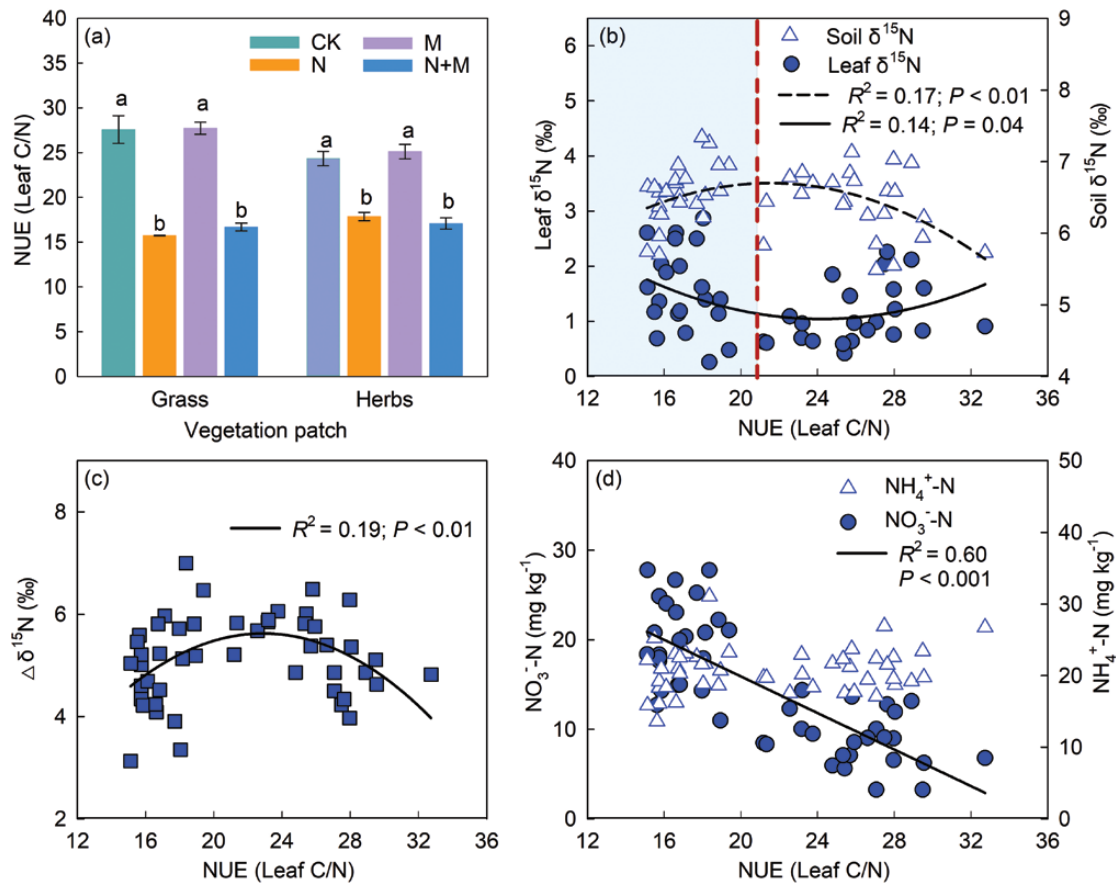 (a)
CK
M
N
N+M
NUE (Leaf C/N)
40
35
30
25
20
15
10
5
0
a
b
a
b
a
b
a
b
Grass
Herbs
Vegetation patch
(b)
Soil δ¹⁵N
Leaf δ¹⁵N
R² = 0.17; P < 0.01
R² = 0.14; P = 0.04
Leaf δ¹⁵N (‰)
6
5
4
3
2
1
0
Soil δ¹⁵N (‰)
9
8
7
6
5
4
12
16
20
24
28
32
36
NUE (Leaf C/N)
(c)
R² = 0.19; P < 0.01
△δ¹⁵N (‰)
8
6
4
2
12
16
20
24
28
32
36
NUE (Leaf C/N)
(d)
NH₄⁺-N
NO₃⁻-N
R² = 0.60
P < 0.001
NO₃⁻-N (mg kg⁻¹)
40
30
20
10
0
NH₄⁺-N (mg kg⁻¹)
50
40
30
20
10
0
12
16
20
24
28
32
36
NUE (Leaf C/N)